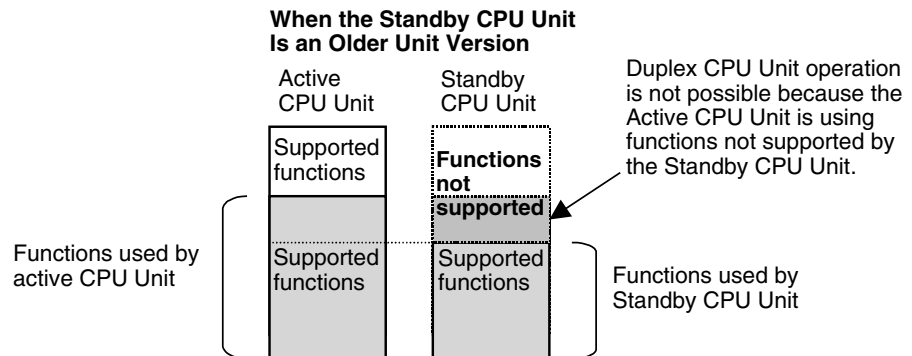 When the Standby CPU Unit
Is an Older Unit Version
Active
CPU Unit
Standby
CPU Unit
Duplex CPU Unit operation
is not possible because the
Active CPU Unit is using
functions not supported by
the Standby CPU Unit.
Supported
functions
Functions
not
supported
Functions used by
active CPU Unit
Supported
functions
Supported
functions
Functions used by
Standby CPU Unit